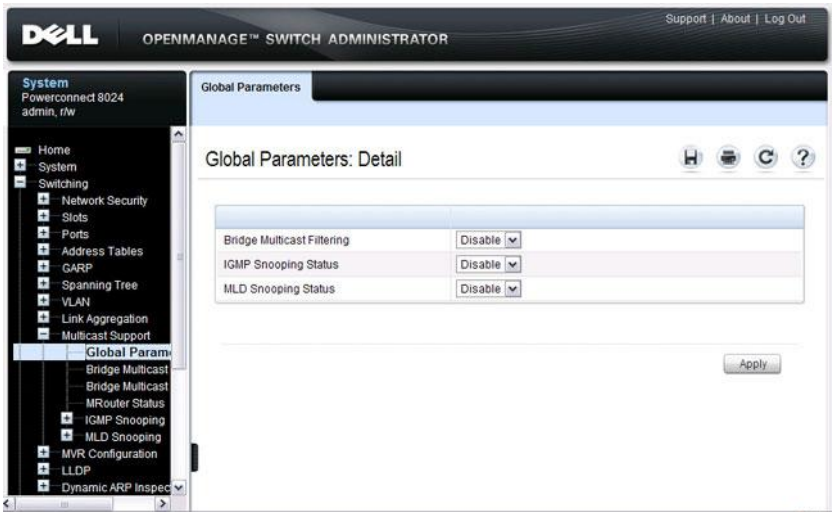 Support | About | Log Out
DELL
OPENMANAGE™ SWITCH ADMINISTRATOR
System
Powerconnect 8024
admin, r/w
Home
System
Switching
Network Security
Slots
Ports
Address Tables
GARP
Spanning Tree
VLAN
Link Aggregation
Multicast Support
Global Param
Bridge Multicast
Bridge Multicast
MRouter Status
IGMP Snooping
MLD Snooping
MVR Configuration
LLDP
Dynamic ARP Inspec
Global Parameters
Global Parameters: Detail
Bridge Multicast Filtering Disable
IGMP Snooping Status Disable
MLD Snooping Status Disable
Apply